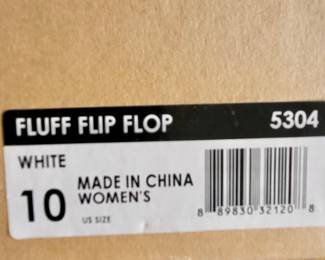 FLUFF FLIP FLOP 5304
WHITE
10 MADE IN CHINA
WOMEN'S
US SIZE
8 89830 32120 8